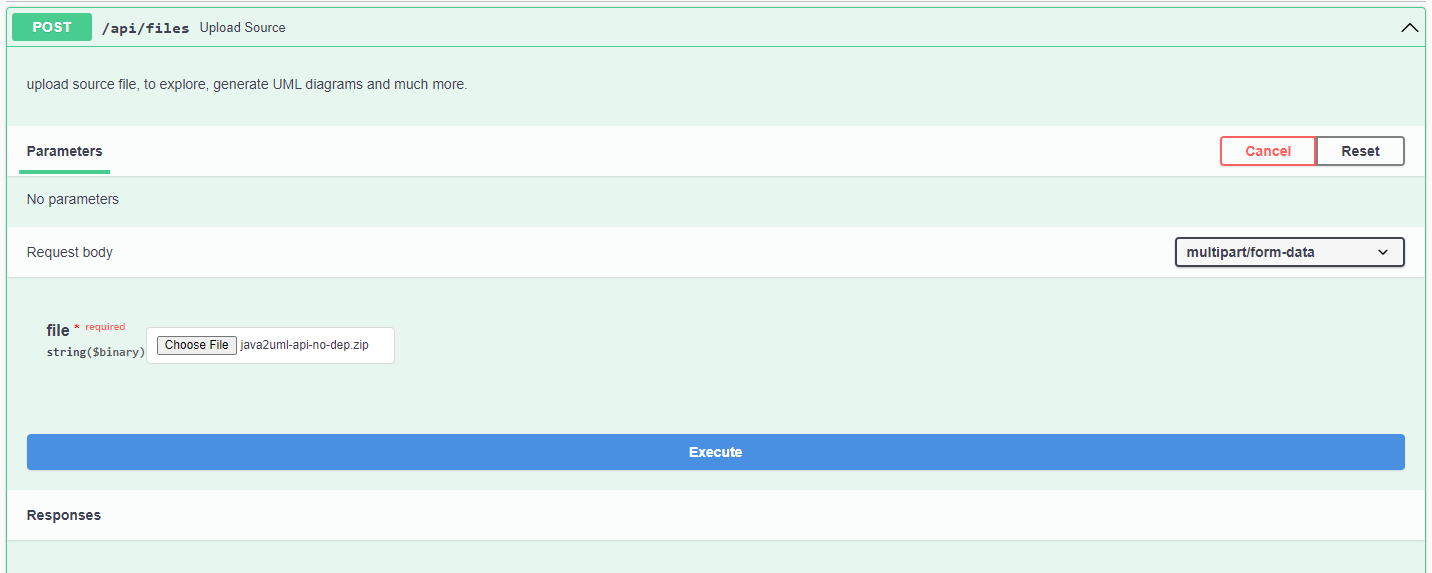 POST /api/files Upload Source
upload source file, to explore, generate UML diagrams and much more.
Parameters Cancel Reset
No parameters
Request body multipart/form-data
file * required
string($binary) Choose File java2uml-api-no-dep.zip
Execute
Responses